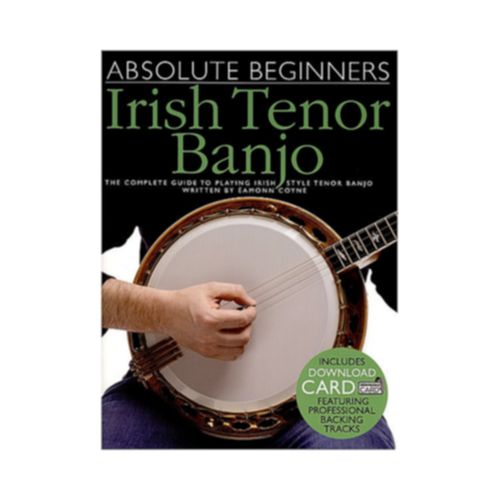 ABSOLUTE BEGINNERS
Irish Tenor
Banjo
THE COMPLETE GUIDE TO PLAYING IRISH STYLE TENOR BANJO
WRITTEN BY EAMONN COYNE
INCLUDES
DOWNLOAD
CARD
FEATURING
PROFESSIONAL
BACKING
TRACKS